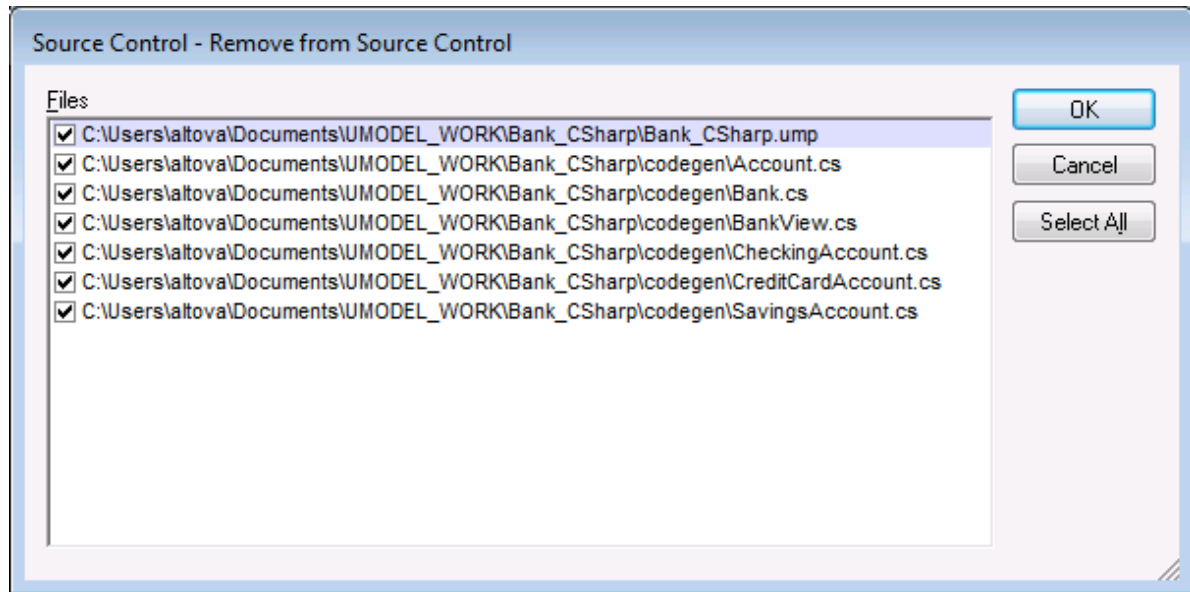 Source Control - Remove from Source Control
Files
C:\Users\altova\Documents\UMODEL_WORK\Bank_CSharp\Bank_CSharp.ump
C:\Users\altova\Documents\UMODEL_WORK\Bank_CSharp\codegen\Account.cs
C:\Users\altova\Documents\UMODEL_WORK\Bank_CSharp\codegen\Bank.cs
C:\Users\altova\Documents\UMODEL_WORK\Bank_CSharp\codegen\BankView.cs
C:\Users\altova\Documents\UMODEL_WORK\Bank_CSharp\codegen\CheckingAccount.cs
C:\Users\altova\Documents\UMODEL_WORK\Bank_CSharp\codegen\CreditCardAccount.cs
C:\Users\altova\Documents\UMODEL_WORK\Bank_CSharp\codegen\SavingsAccount.cs
OK
Cancel
Select All